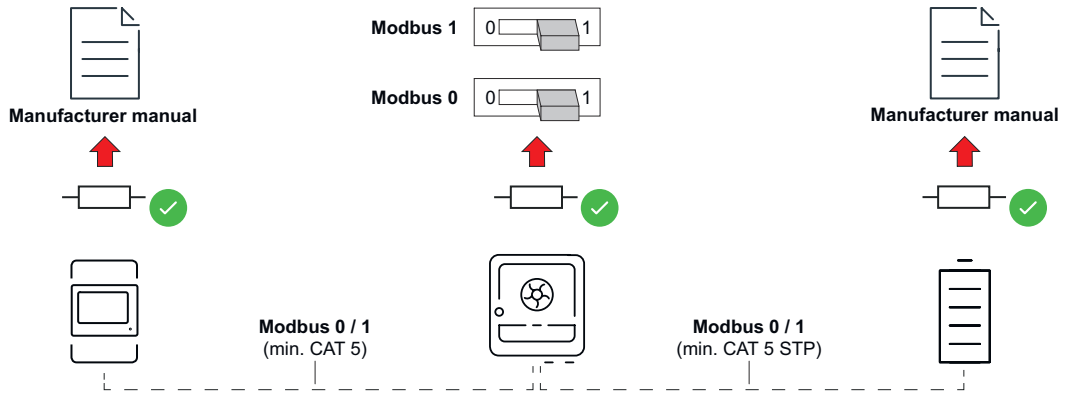 Modbus 1
0 1
Modbus 0
0 1
Manufacturer manual
Manufacturer manual
Modbus 0 / 1
(min. CAT 5)
Modbus 0 / 1
(min. CAT 5 STP)